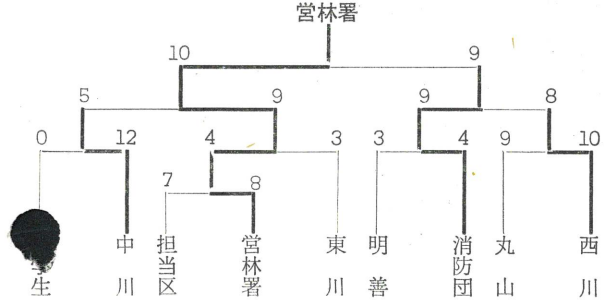 営林署
10 9
5 9 9 8
0 12 4 3 3 4 9 10
7 8
生 中川 担当区 営林署 東川 明善 消防団 丸山 西川